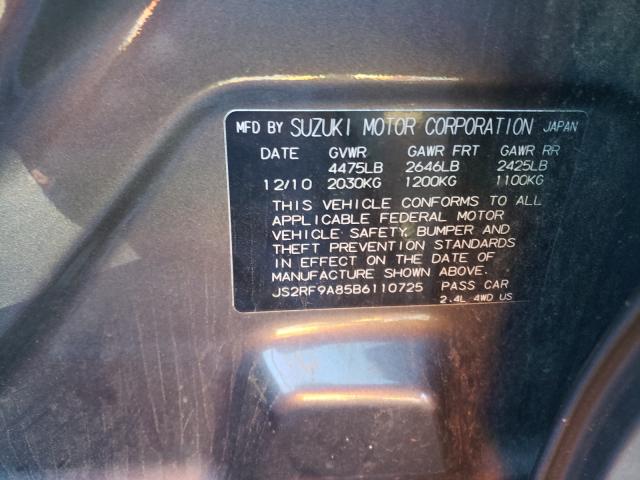 MFD BY SUZUKI MOTOR CORPORATION JAPAN
DATE GVWR GAWR FRT GAWR RR
4475LB 2646LB 2425LB
12/10 2030KG 1200KG 1100KG
THIS VEHICLE CONFORMS TO ALL
APPLICABLE FEDERAL MOTOR
VEHICLE SAFETY, BUMPER AND
THEFT PREVENTION STANDARDS
IN EFFECT ON THE DATE OF
MANUFACTURE SHOWN ABOVE.
JS2RF9A85B6110725 PASS CAR
2.4L 4WD US